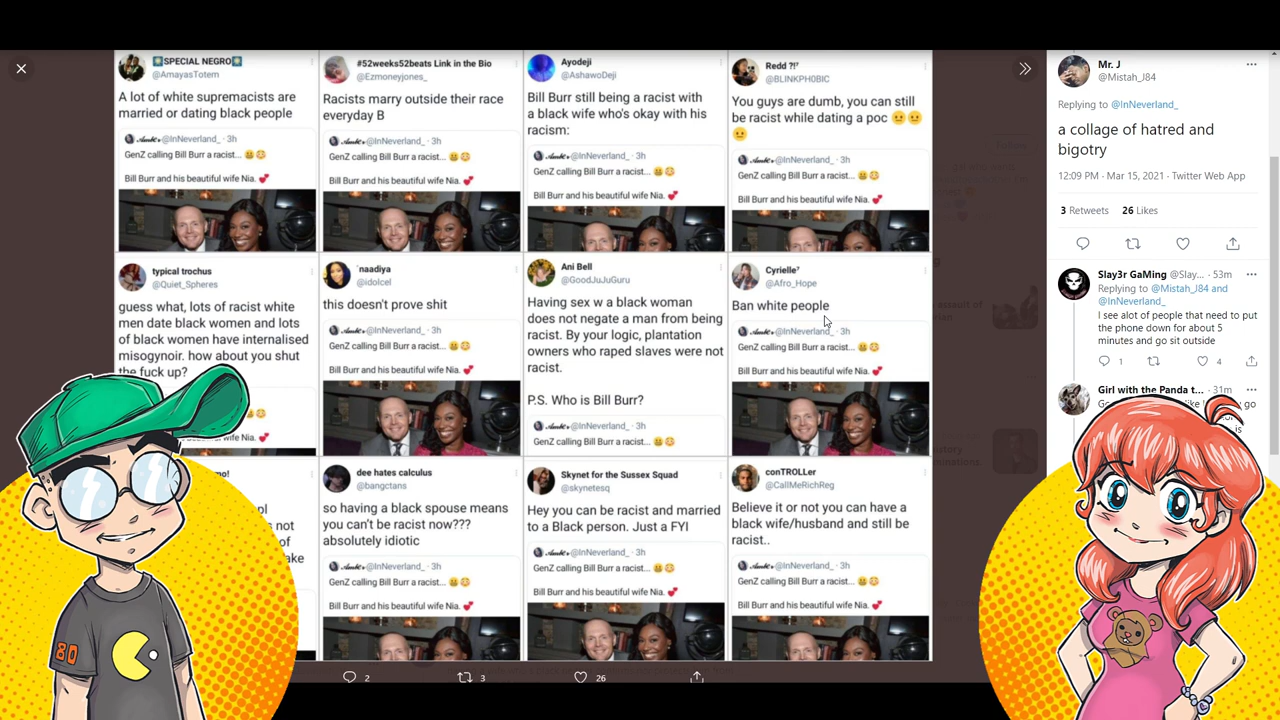 🌟SPECIAL NEGRO🌟
@AmayasTotem
A lot of white supremacists are
married or dating black people
Amber @InNeverland_ · 3h
GenZ calling Bill Burr a racist... 🤐😳
Bill Burr and his beautiful wife Nia. 💕
#52weeks52beats Link in the Bio
@Ezmoneyjones_
Racists marry outside their race
everyday B
Amber @InNeverland_ · 3h
GenZ calling Bill Burr a racist... 🤐😳
Bill Burr and his beautiful wife Nia. 💕
Ayodeji
@AshawoDeji
Bill Burr still being a racist with
a black wife who's okay with his
racism:
Amber @InNeverland_ · 3h
GenZ calling Bill Burr a racist... 🤐😳
Bill Burr and his beautiful wife Nia. 💕
Redd ?!⁷
@BLINKPH0BIC
You guys are dumb, you can still
be racist while dating a poc 😐😐
😐
Amber @InNeverland_ · 3h
GenZ calling Bill Burr a racist... 🤐😳
Bill Burr and his beautiful wife Nia. 💕
typical trochus
@Quiet_Spheres
guess what, lots of racist white
men date black women and lots
of black women have internalised
misogynoir. how about you shut
the fuck up?
wife Nia. 💕
´naadiya
@idolcel
this doesn't prove shit
Amber @InNeverland_ · 3h
GenZ calling Bill Burr a racist... 🤐😳
Bill Burr and his beautiful wife Nia. 💕
Ani Bell
@GoodJuJuGuru
Having sex w a black woman
does not negate a man from being
racist. By your logic, plantation
owners who raped slaves were not
racist.
P.S. Who is Bill Burr?
Amber @InNeverland_ · 3h
GenZ calling Bill Burr a racist... 🤐😳
Cyrielle⁷
@Afro_Hope
Ban white people
Amber @InNeverland_ · 3h
GenZ calling Bill Burr a racist... 🤐😳
Bill Burr and his beautiful wife Nia. 💕
not
of
dee hates calculus
@bangctans
so having a black spouse means
you can't be racist now???
absolutely idiotic
Amber @InNeverland_ · 3h
GenZ calling Bill Burr a racist... 🤐😳
Bill Burr and his beautiful wife Nia. 💕
Skynet for the Sussex Squad
@skynetesq
Hey you can be racist and married
to a Black person. Just a FYI
Amber @InNeverland_ · 3h
GenZ calling Bill Burr a racist... 🤐😳
Bill Burr and his beautiful wife Nia. 💕
conTROLLer
@CallMeRichReg
Believe it or not you can have a
black wife/husband and still be
racist..
Amber @InNeverland_ · 3h
GenZ calling Bill Burr a racist... 🤐😳
Bill Burr and his beautiful wife Nia. 💕
2 3 26
Mr. J
@Mistah_J84
Replying to @InNeverland_
a collage of hatred and
bigotry
12:09 PM · Mar 15, 2021 · Twitter Web App
3 Retweets 26 Likes
Slay3r GaMing @Slay... · 53m
Replying to @Mistah_J84 and
@InNeverland_
I see alot of people that need to put
the phone down for about 5
minutes and go sit outside
1 4
Girl with the Panda t... · 31m
go
is
80